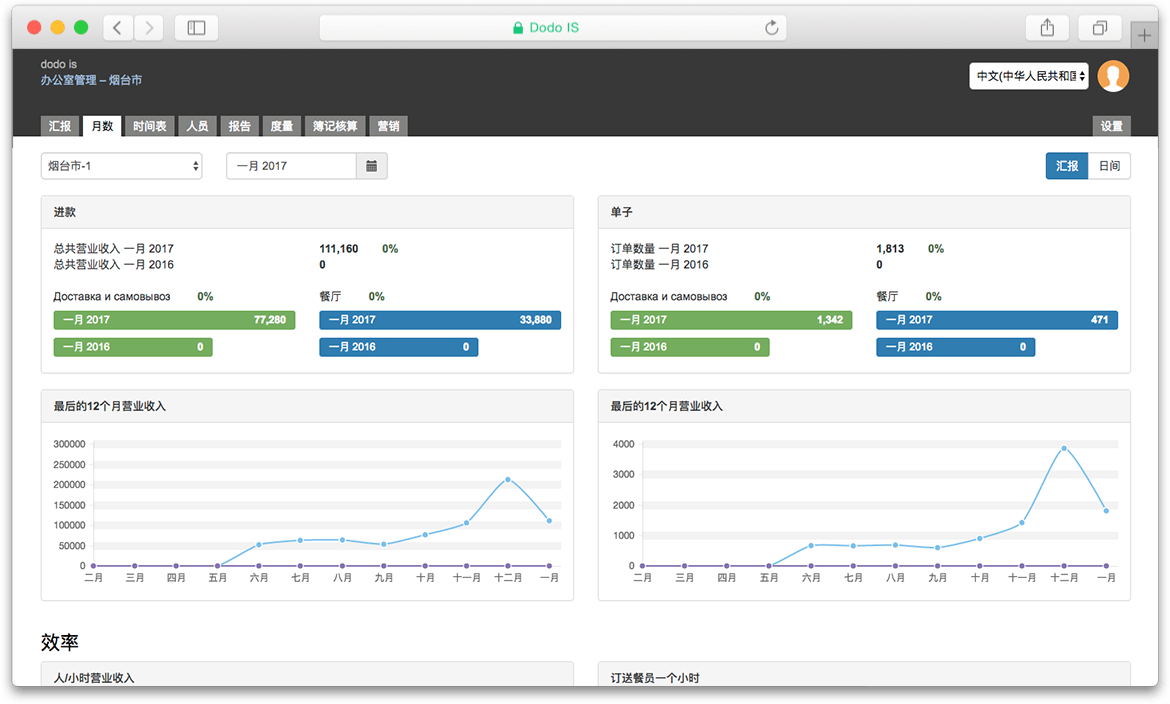 Dodo IS
dodo is
办公室管理 – 烟台市
中文(中华人民共和国
汇报 月数 时间表 人员 报告 度量 簿记核算 营销 设置
烟台市-1 一月 2017 汇报 日间
进款
总共营业收入 一月 2017 111,160 0%
总共营业收入 一月 2016 0
Доставка и самовывоз 0% 餐厅 0%
一月 2017 77,280 一月 2017 33,880
一月 2016 0 一月 2016 0
单子
订单数量 一月 2017 1,813 0%
订单数量 一月 2016 0
Доставка и самовывоз 0% 餐厅 0%
一月 2017 1,342 一月 2017 471
一月 2016 0 一月 2016 0
最后的12个月营业收入
300000
250000
200000
150000
100000
50000
0
二月 三月 四月 五月 六月 七月 八月 九月 十月 十一月 十二月 一月
最后的12个月营业收入
4000
3000
2000
1000
0
二月 三月 四月 五月 六月 七月 八月 九月 十月 十一月 十二月 一月
效率
人/小时营业收入
订送餐员一个小时